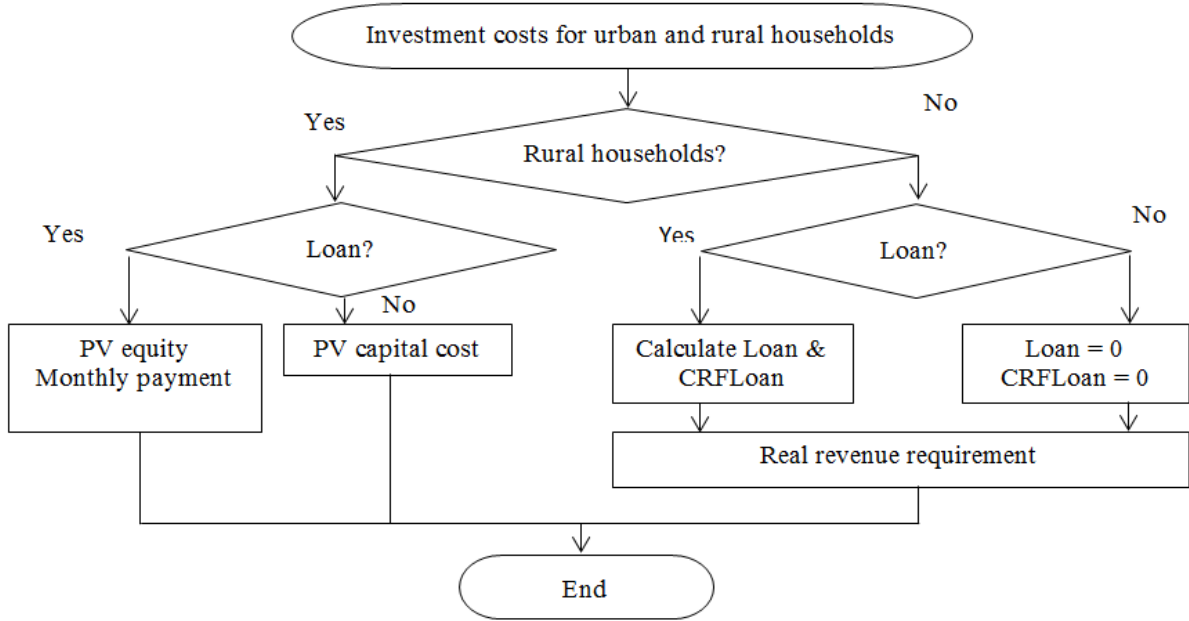 Investment costs for urban and rural households
No
Yes
Rural households?
Yes
Loan?
No
Yes
Loan?
No
PV equity
Monthly payment
PV capital cost
Calculate Loan &
CRFLoan
Loan = 0
CRFLoan = 0
Real revenue requirement
End